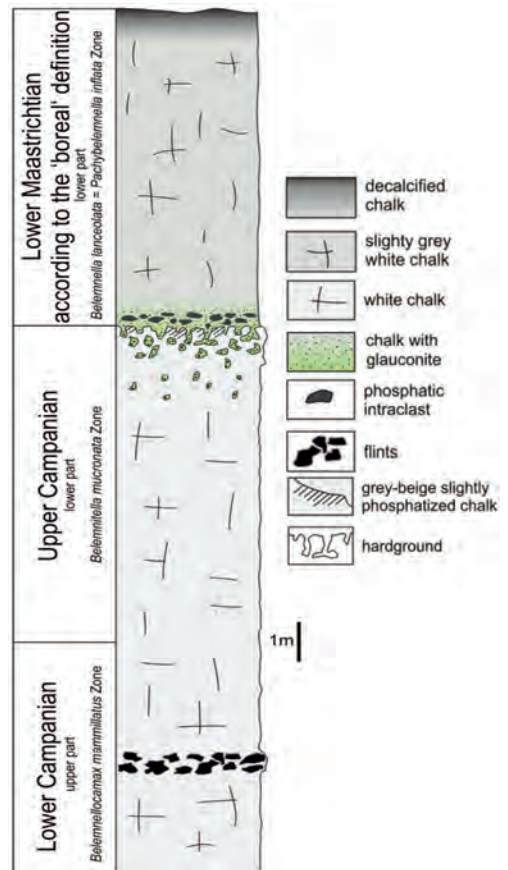 Lower Maastrichtian
according to the 'boreal' definition
lower part
Belemnella lanceolata = Pachybelemnella inflata Zone
Upper Campanian
lower part
Belemnitella mucronata Zone
Lower Campanian
upper part
Belemnellocamax mammillatus Zone
decalcified
chalk
slighty grey
white chalk
white chalk
chalk with
glauconite
phosphatic
intraclast
flints
grey-beige slightly
phosphatized chalk
hardground
1m